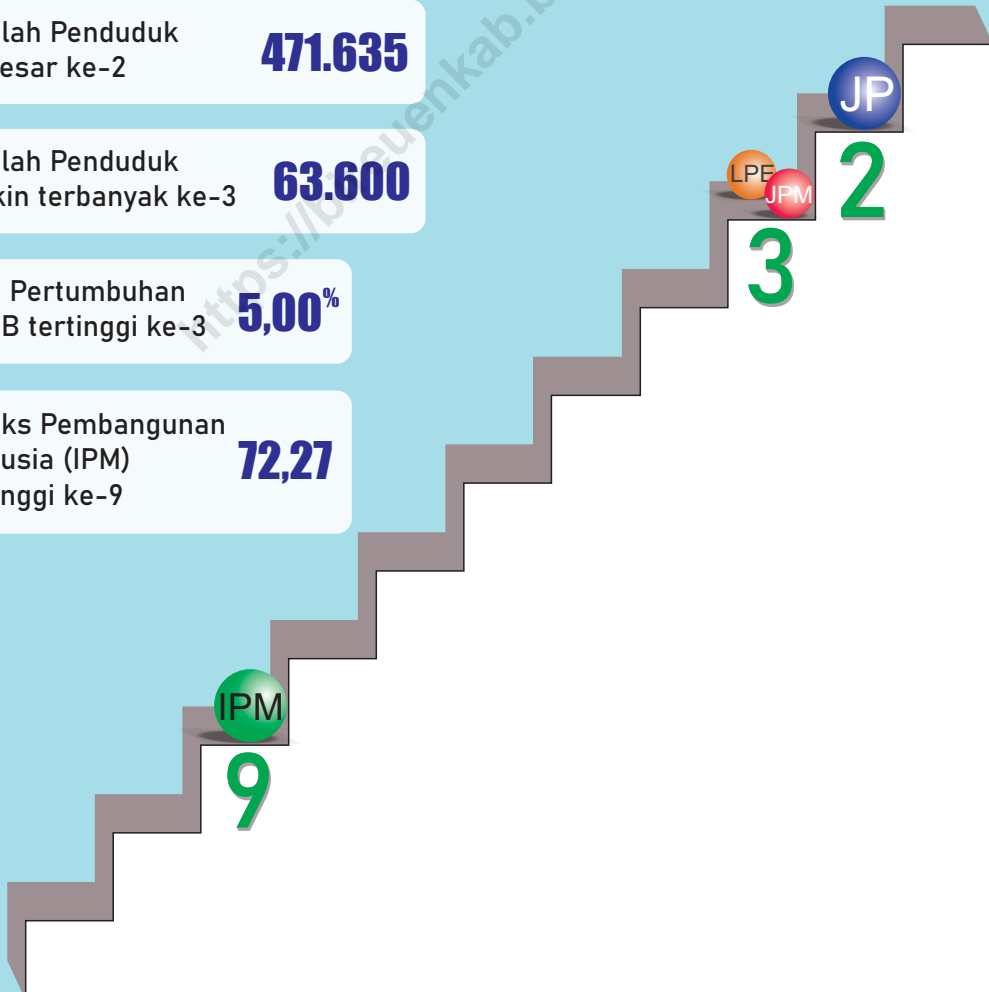 lah Penduduk
esar ke-2
471.635
lah Penduduk
kin terbanyak ke-3
63.600
Pertumbuhan
B tertinggi ke-3
5,00%
ks Pembangunan
usia (IPM)
nggi ke-9
72,27
JP
2
LPE
JPM
3
IPM
9